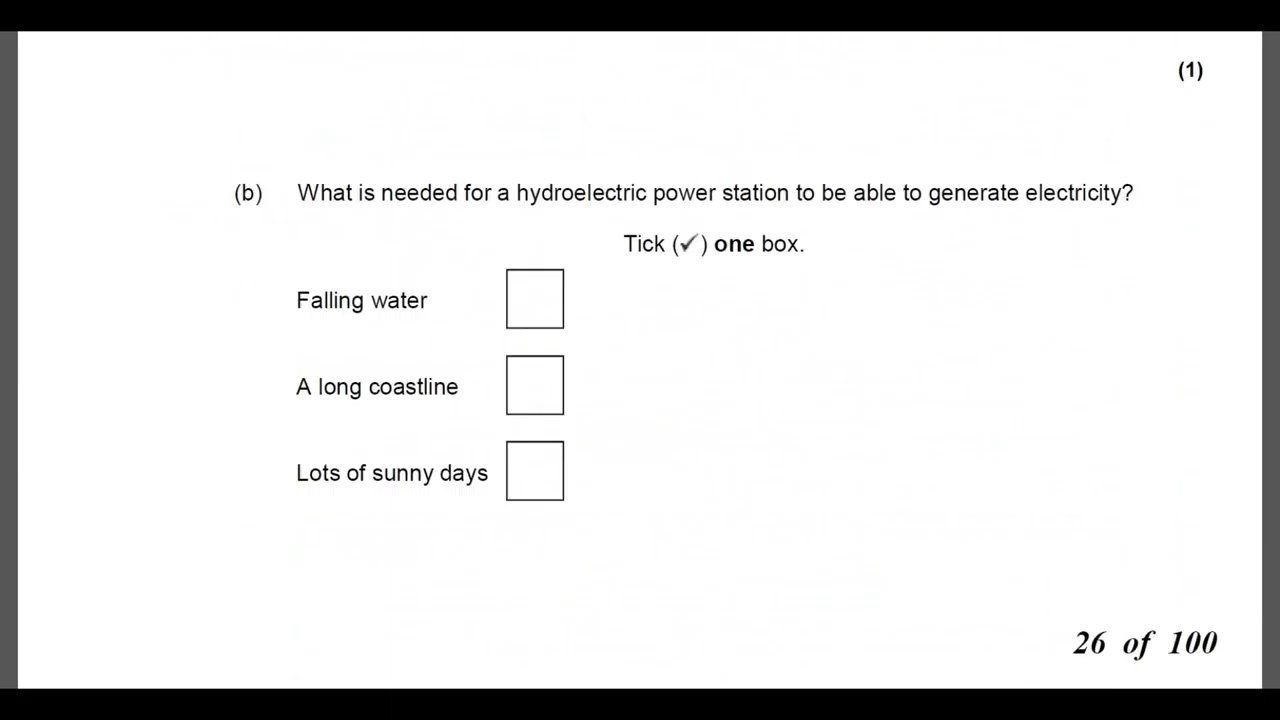 (1)
(b) What is needed for a hydroelectric power station to be able to generate electricity?
Tick (✓) one box.
Falling water
A long coastline
Lots of sunny days
26 of 100